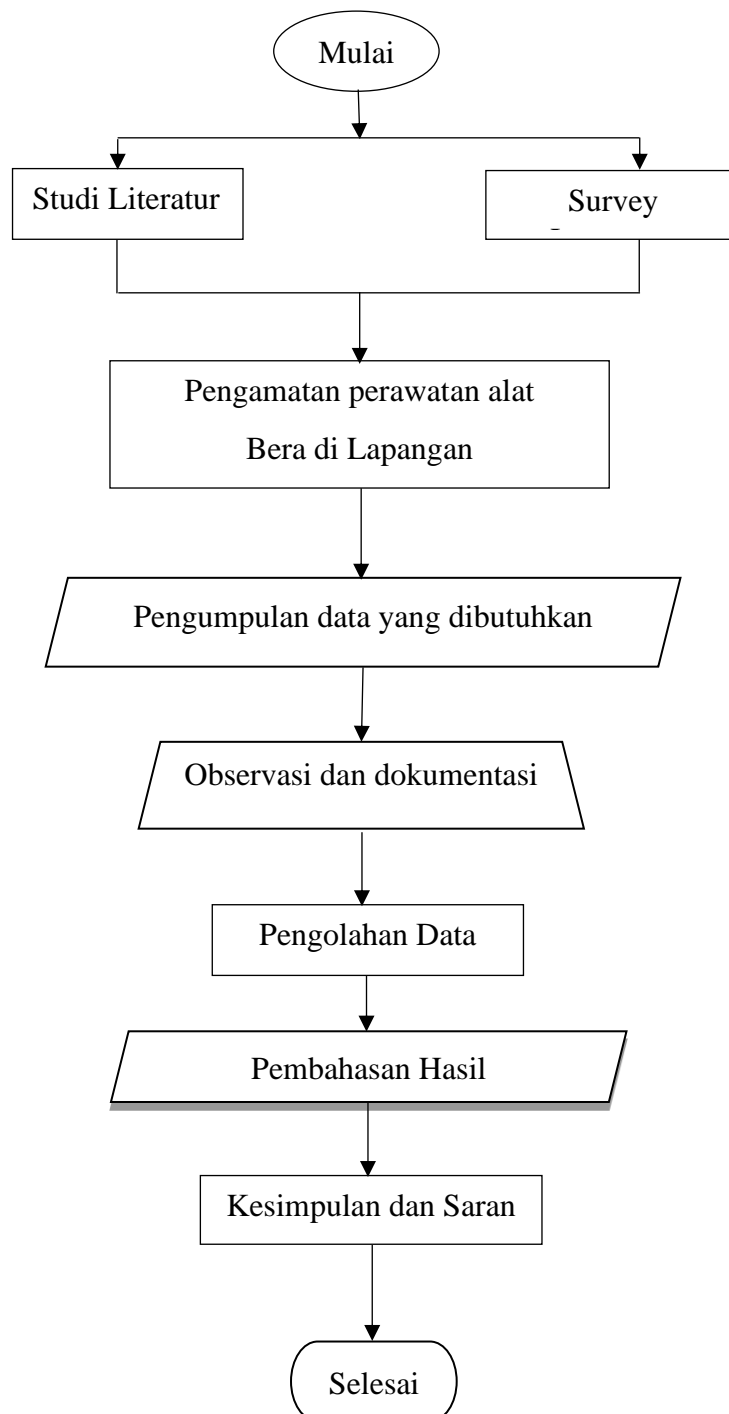 Mulai
Studi Literatur
Survey
Pengamatan perawatan alat
Bera di Lapangan
Pengumpulan data yang dibutuhkan
Observasi dan dokumentasi
Pengolahan Data
Pembahasan Hasil
Kesimpulan dan Saran
Selesai